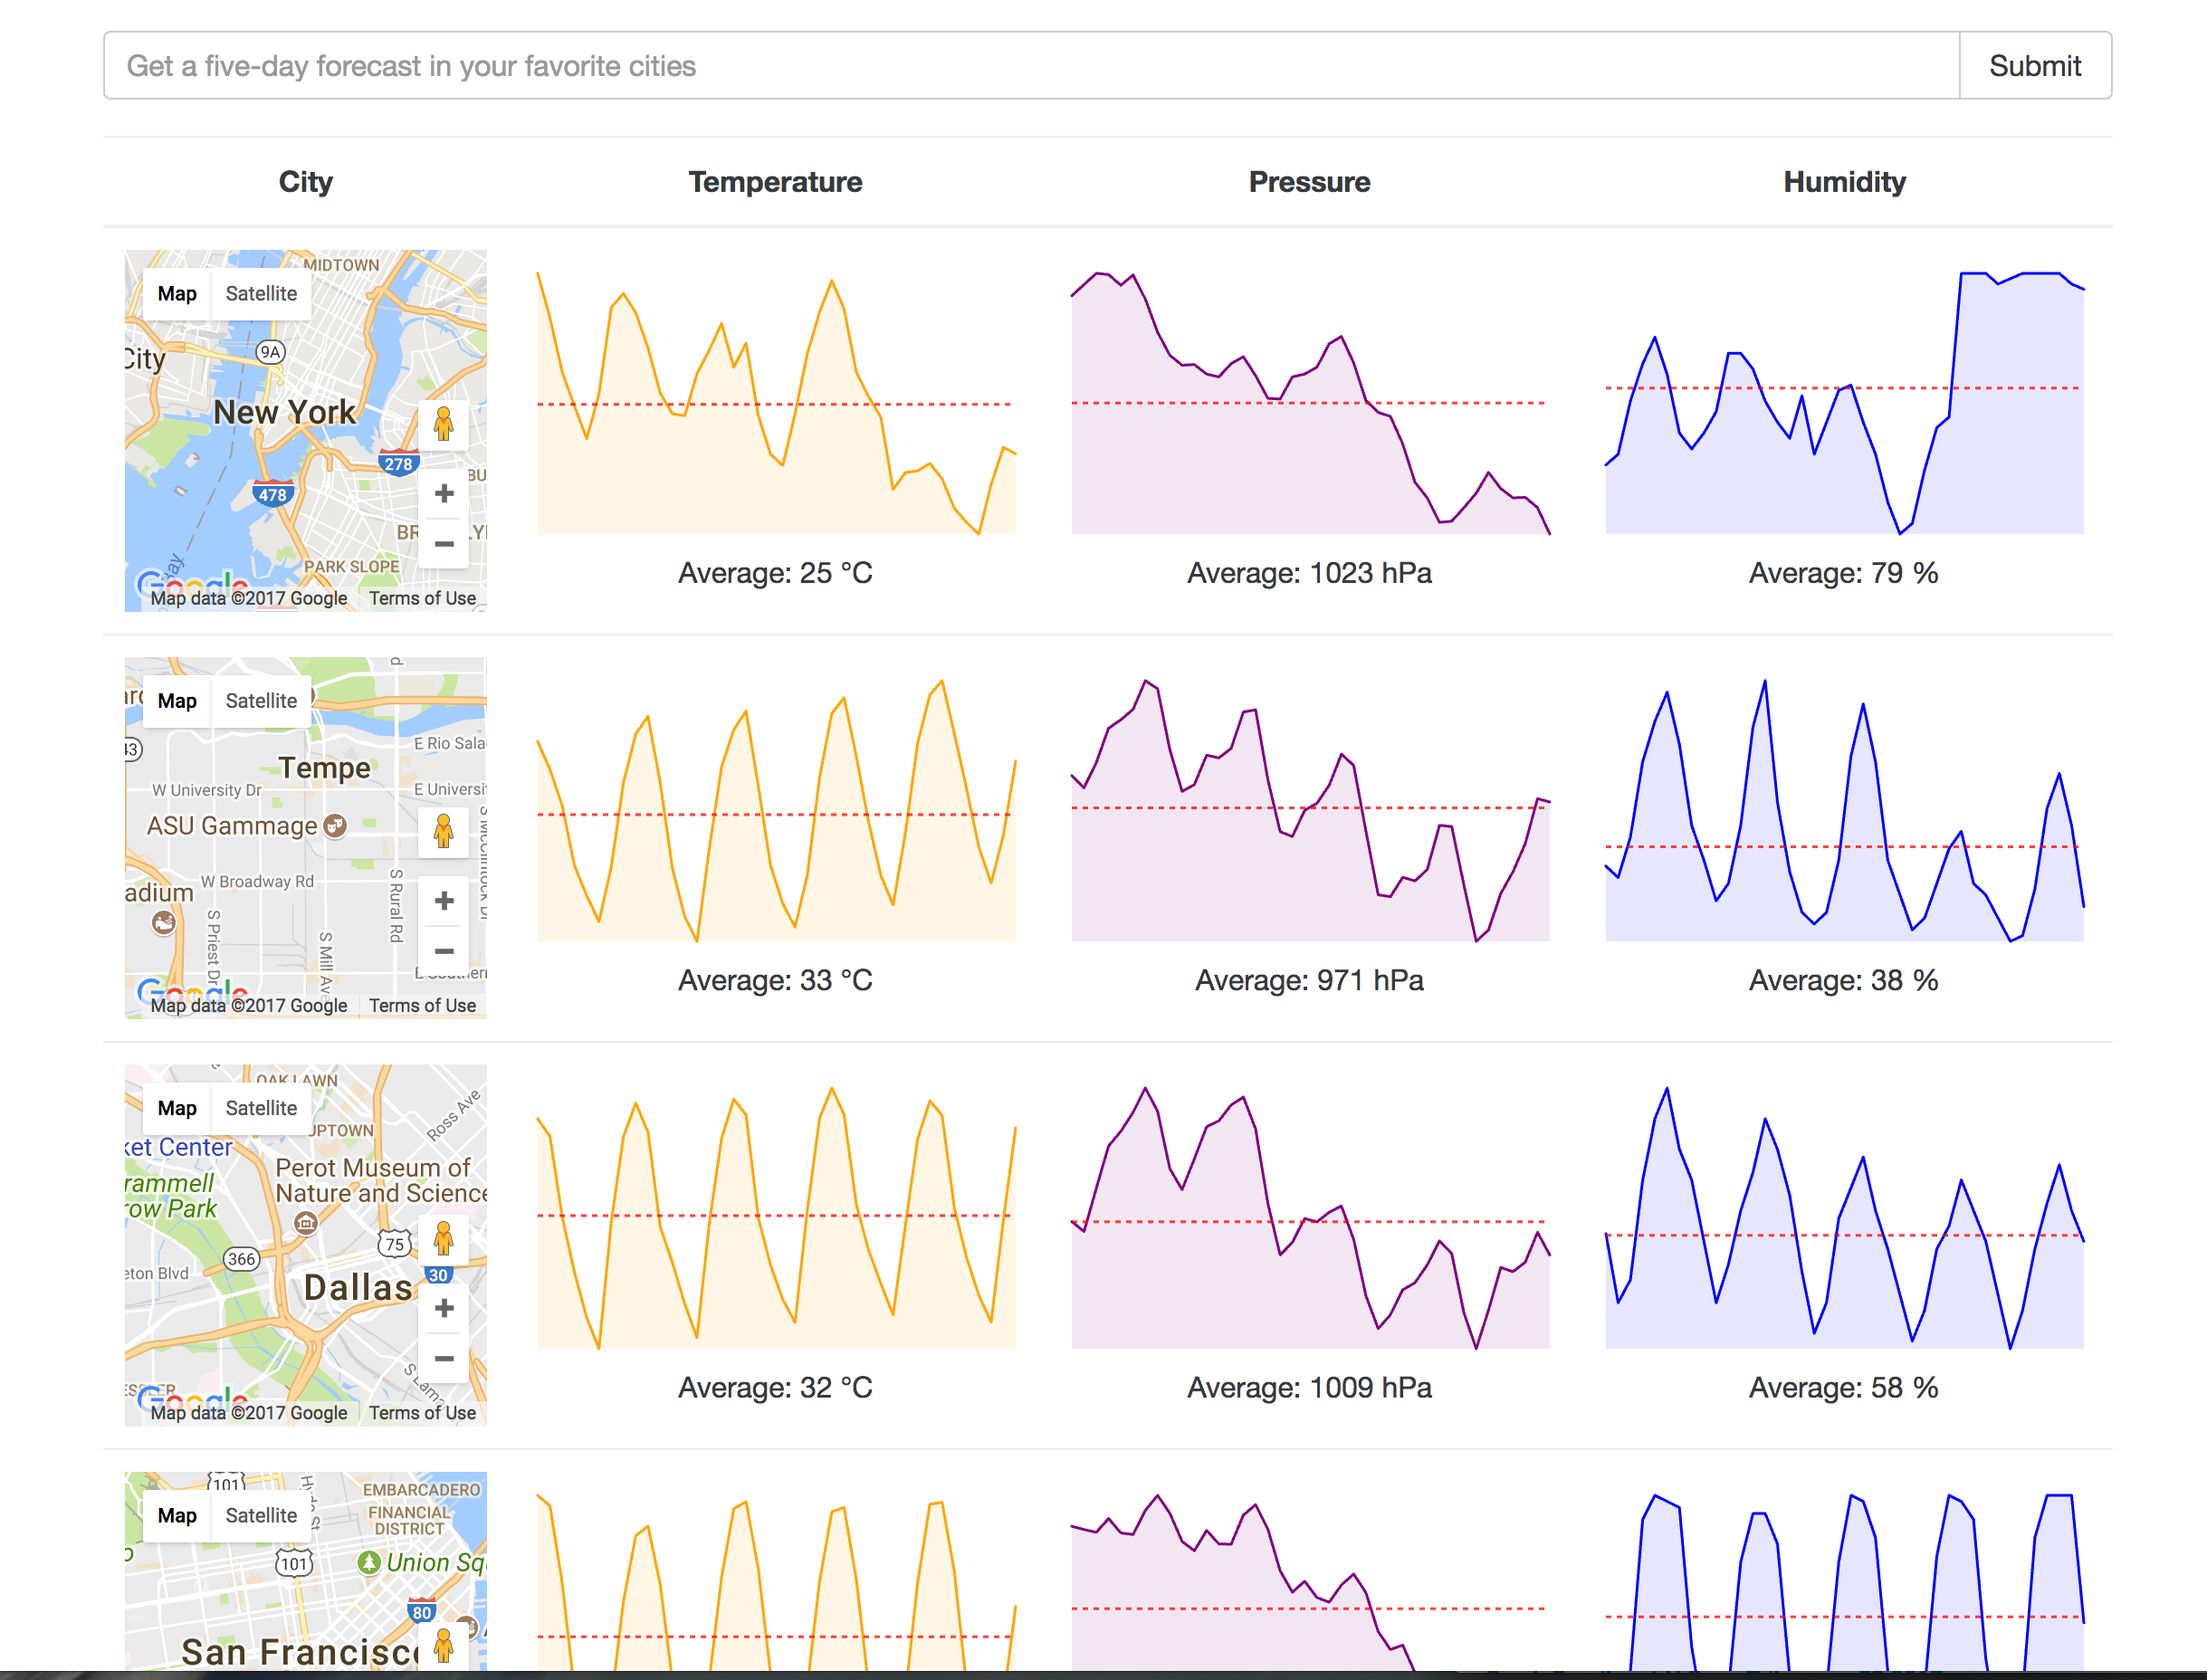 Get a five-day forecast in your favorite cities
Submit
City
Temperature
Pressure
Humidity
MIDTOWN
Map
Satellite
9A
City
New York
278
478
PARK SLOPE
Google
Map data ©2017 Google
Terms of Use
Average: 25 °C
Average: 1023 hPa
Average: 79 %
Map
Satellite
E Rio Sala
Tempe
W University Dr
E Universit
ASU Gammage
W Broadway Rd
adium
S Priest Dr
S Mill Ave
S Rural Rd
S McClintock Dr
Google
Map data ©2017 Google
Terms of Use
Average: 33 °C
Average: 971 hPa
Average: 38 %
OAK LAWN
Map
Satellite
Ross Ave
UPTOWN
ket Center
Perot Museum of
Nature and Science
rammell
row Park
75
366
eton Blvd
30
Dallas
S Lama
Google
Map data ©2017 Google
Terms of Use
Average: 32 °C
Average: 1009 hPa
Average: 58 %
101
Map
Satellite
EMBARCADERO
FINANCIAL
DISTRICT
101
Union Sq
80
San Francisco